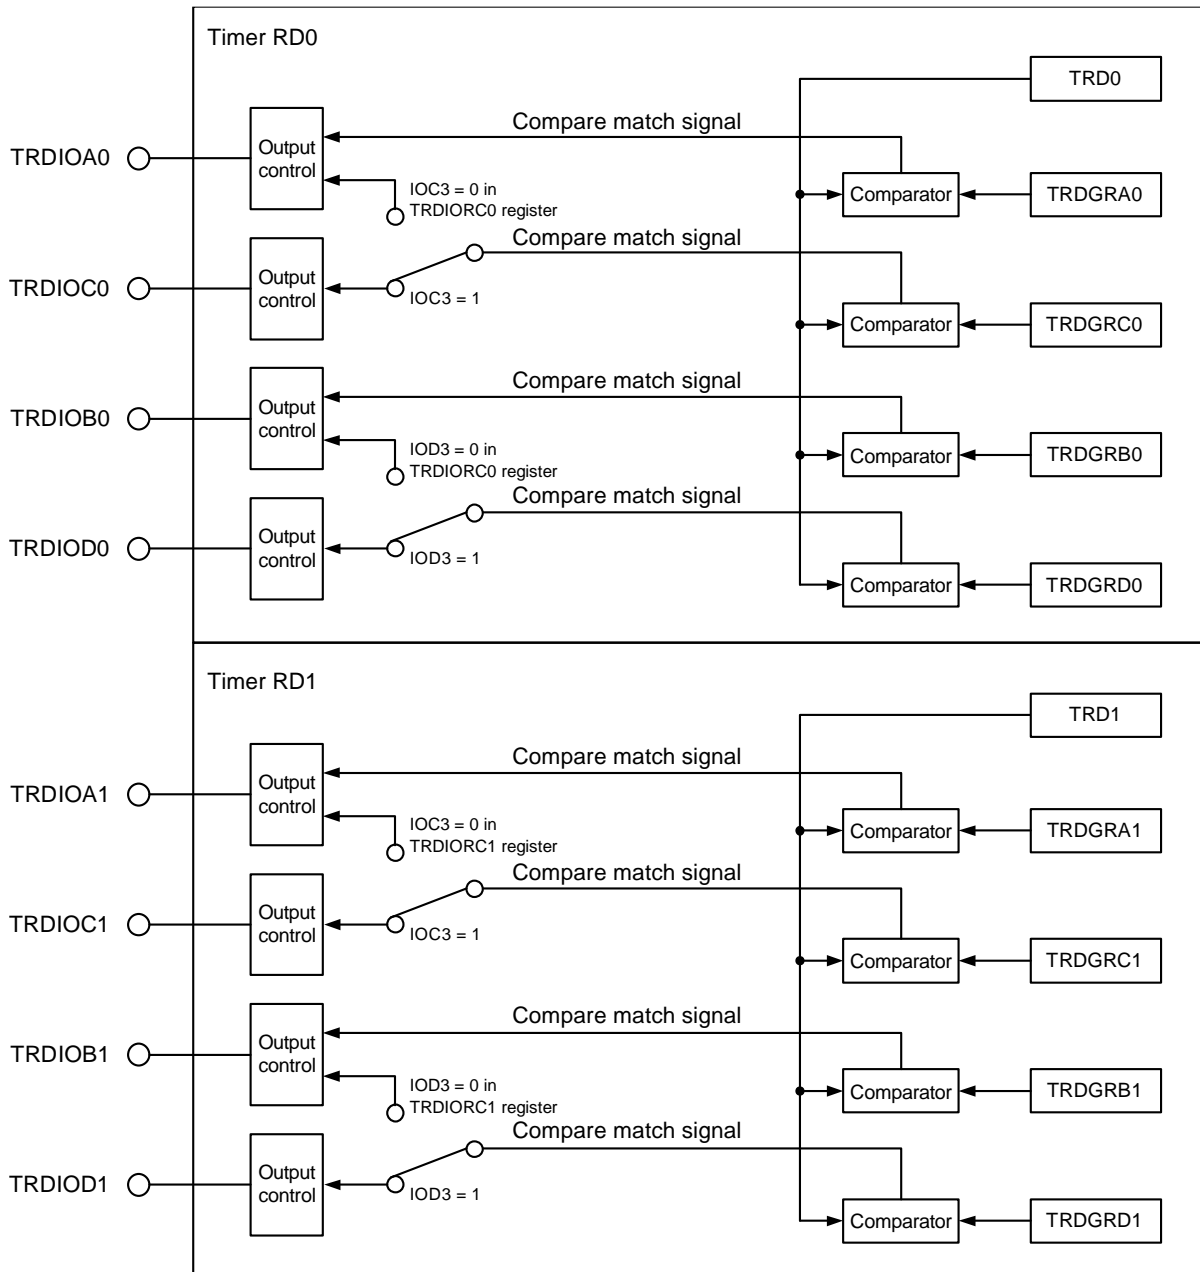 Timer RD0
TRD0
Compare match signal
TRDIOA0
Output
control
IOC3 = 0 in
TRDIORC0 register
Comparator
TRDGRA0
Compare match signal
TRDIOC0
Output
control
IOC3 = 1
Comparator
TRDGRC0
Compare match signal
TRDIOB0
Output
control
IOD3 = 0 in
TRDIORC0 register
Comparator
TRDGRB0
Compare match signal
TRDIOD0
Output
control
IOD3 = 1
Comparator
TRDGRD0
Timer RD1
TRD1
Compare match signal
TRDIOA1
Output
control
IOC3 = 0 in
TRDIORC1 register
Comparator
TRDGRA1
Compare match signal
TRDIOC1
Output
control
IOC3 = 1
Comparator
TRDGRC1
Compare match signal
TRDIOB1
Output
control
IOD3 = 0 in
TRDIORC1 register
Comparator
TRDGRB1
Compare match signal
TRDIOD1
Output
control
IOD3 = 1
Comparator
TRDGRD1